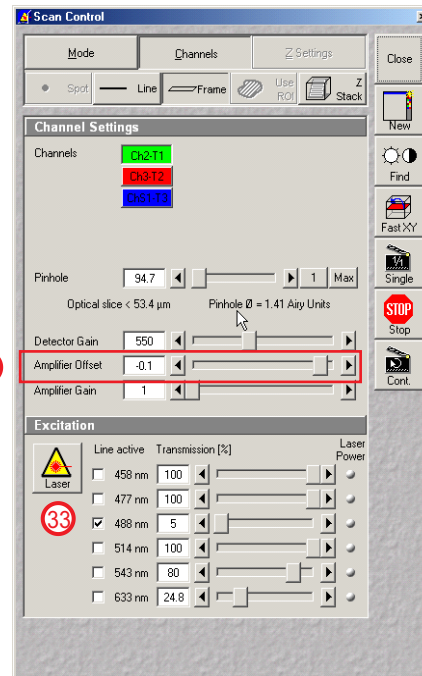 Scan Control
Mode Channels Z Settings Close
Spot Line Frame Use ROI Z Stack
New
Channel Settings
Channels Ch2-T1
Ch3-T2
ChS1-T3
Find
Fast XY
Pinhole 94.7 1 Max
1/1
Single
Optical slice < 53.4 µm Pinhole Ø = 1.41 Airy Units
STOP
Stop
Detector Gain 550
Amplifier Offset -0.1
Cont.
Amplifier Gain 1
Excitation
Line active Transmission [%] Laser Power
Laser
458 nm 100
477 nm 100
33
488 nm 5
514 nm 100
543 nm 80
633 nm 24.8